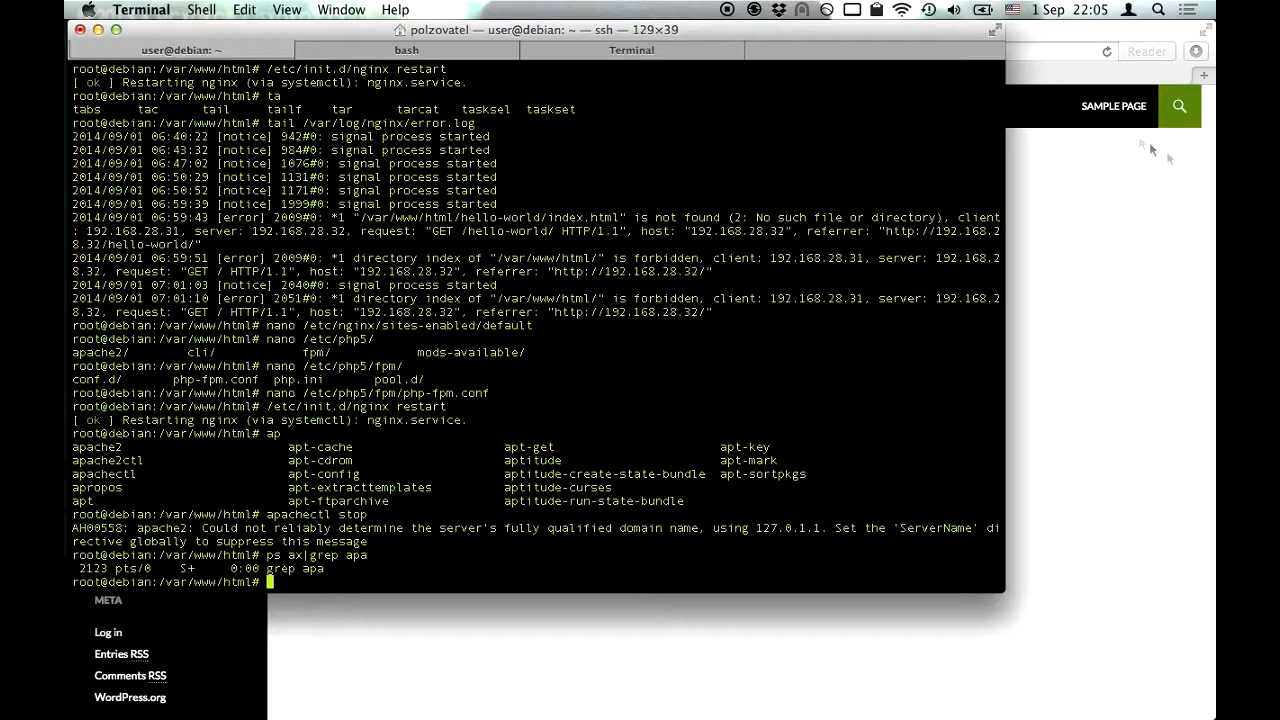 Terminal Shell Edit View Window Help 1 Sep 22:05
polzovatel — user@debian: ~ — ssh — 129×39
user@debian: ~ bash Terminal
Reader
root@debian:/var/www/html# /etc/init.d/nginx restart
[ ok ] Restarting nginx (via systemctl): nginx.service.
root@debian:/var/www/html# ta
tabs tac tail tailf tar tarcat tasksel taskset
SAMPLE PAGE
root@debian:/var/www/html# tail /var/log/nginx/error.log
2014/09/01 06:40:22 [notice] 942#0: signal process started
2014/09/01 06:43:32 [notice] 984#0: signal process started
2014/09/01 06:47:02 [notice] 1076#0: signal process started
2014/09/01 06:50:29 [notice] 1131#0: signal process started
2014/09/01 06:50:52 [notice] 1171#0: signal process started
2014/09/01 06:59:39 [notice] 1999#0: signal process started
2014/09/01 06:59:43 [error] 2009#0: *1 "/var/www/html/hello-world/index.html" is not found (2: No such file or directory), client
: 192.168.28.31, server: 192.168.28.32, request: "GET /hello-world/ HTTP/1.1", host: "192.168.28.32", referrer: "http://192.168.2
8.32/hello-world/"
2014/09/01 06:59:51 [error] 2009#0: *1 directory index of "/var/www/html/" is forbidden, client: 192.168.28.31, server: 192.168.2
8.32, request: "GET / HTTP/1.1", host: "192.168.28.32", referrer: "http://192.168.28.32/"
2014/09/01 07:01:03 [notice] 2040#0: signal process started
2014/09/01 07:01:10 [error] 2051#0: *1 directory index of "/var/www/html/" is forbidden, client: 192.168.28.31, server: 192.168.2
8.32, request: "GET / HTTP/1.1", host: "192.168.28.32", referrer: "http://192.168.28.32/"
root@debian:/var/www/html# nano /etc/nginx/sites-enabled/default
root@debian:/var/www/html# nano /etc/php5/
apache2/ cli/ fpm/ mods-available/
root@debian:/var/www/html# nano /etc/php5/fpm/
conf.d/ php-fpm.conf php.ini pool.d/
root@debian:/var/www/html# nano /etc/php5/fpm/php-fpm.conf
root@debian:/var/www/html# /etc/init.d/nginx restart
[ ok ] Restarting nginx (via systemctl): nginx.service.
root@debian:/var/www/html# ap
apache2 apt-cache apt-get apt-key
apache2ctl apt-cdrom aptitude apt-mark
apachectl apt-config aptitude-create-state-bundle apt-sortpkgs
apropos apt-extracttemplates aptitude-curses
apt apt-ftparchive aptitude-run-state-bundle
root@debian:/var/www/html# apachectl stop
AH00558: apache2: Could not reliably determine the server's fully qualified domain name, using 127.0.1.1. Set the 'ServerName' di
rective globally to suppress this message
root@debian:/var/www/html# ps ax|grep apa
2123 pts/0 S+ 0:00 grep apa
root@debian:/var/www/html#
META
Log in
Entries RSS
Comments RSS
WordPress.org